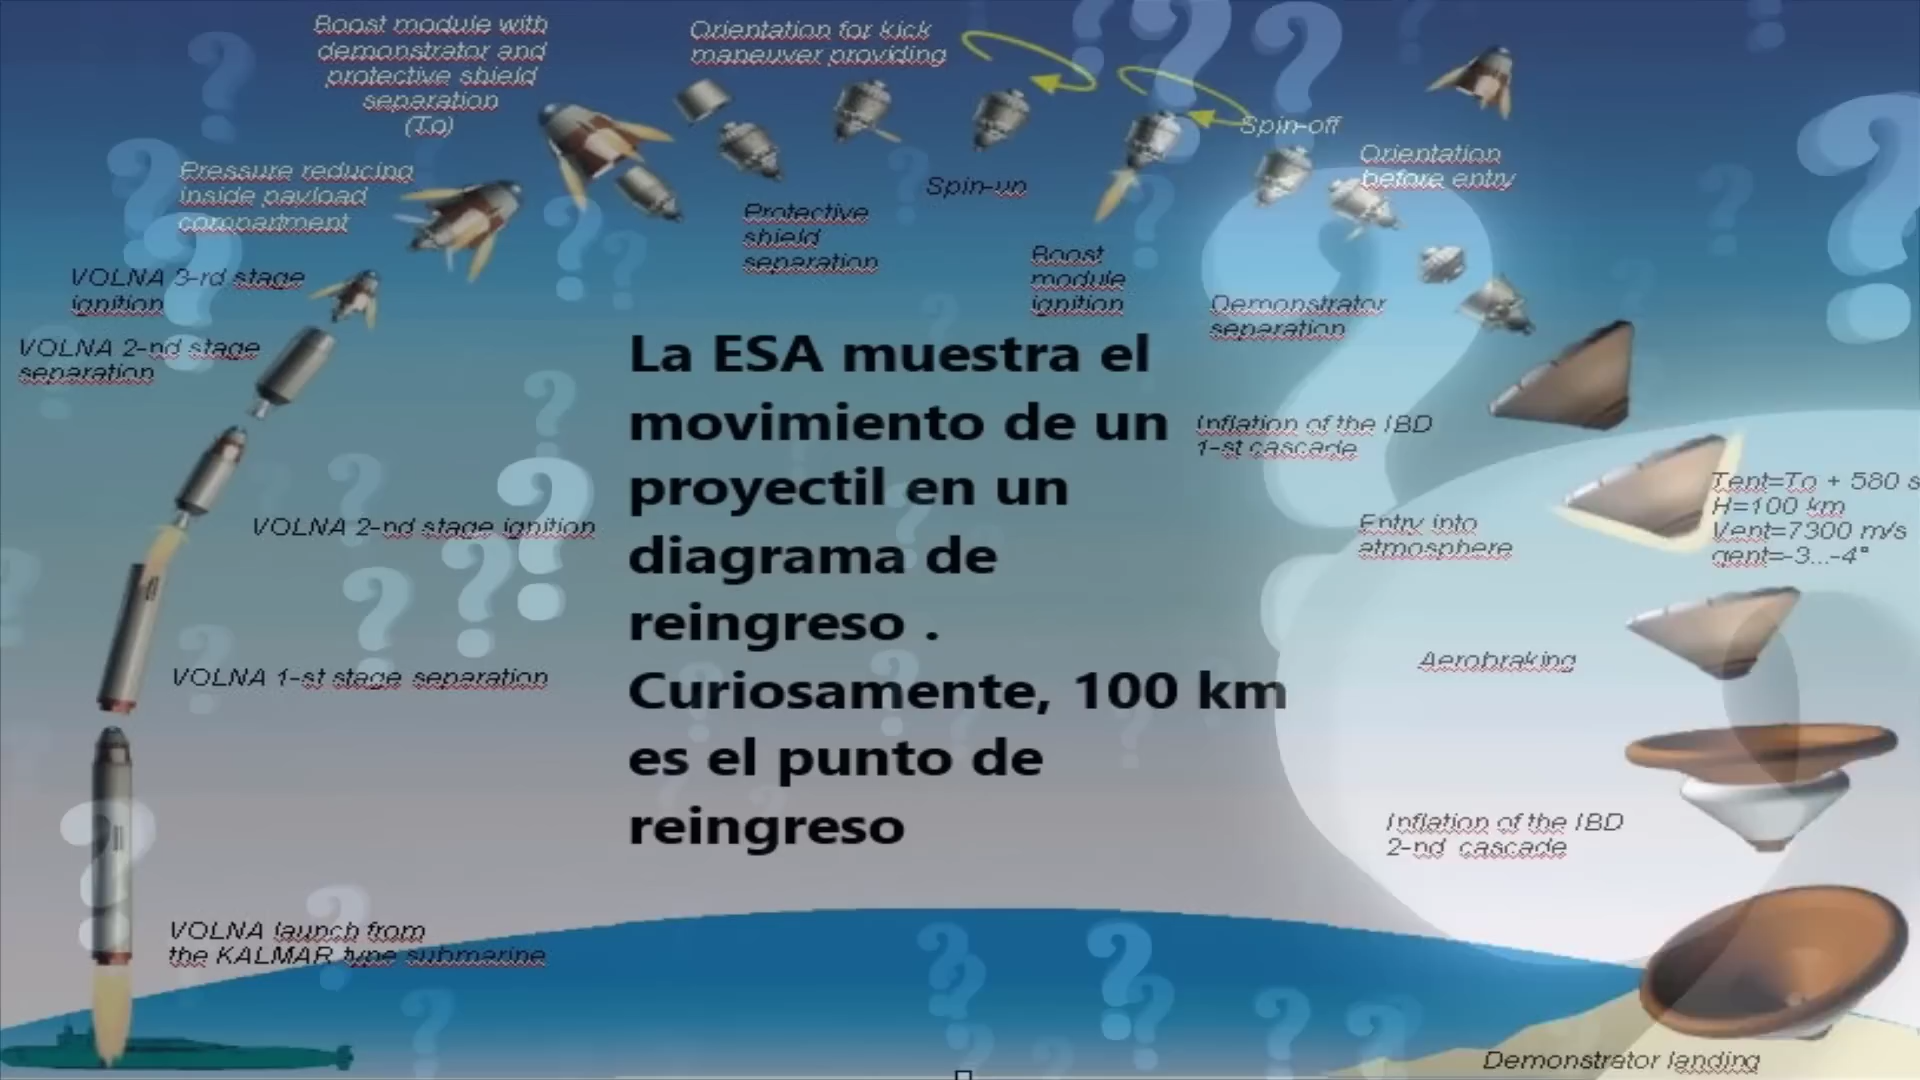 Boost module with
demonstrator and
protective shield
separation
(To)
Orientation for kick
maneuver providing
Spin-off
Orientation
before entry
Pressure reducing
inside payload
compartment
Spin-up
Protective
shield
separation
Boost
module
ignition
VOLNA 3-rd stage
ignition
Demonstrator
separation
VOLNA 2-nd stage
separation
La ESA muestra el
movimiento de un
proyectil en un
diagrama de
reingreso .
Curiosamente, 100 km
es el punto de
reingreso
Inflation of the IBD
1-st cascade
Tent=To + 580 s
H=100 km
Vent=7300 m/s
qent=-3...-4°
Entry into
atmosphere
VOLNA 2-nd stage ignition
Aerobraking
VOLNA 1-st stage separation
Inflation of the IBD
2-nd cascade
VOLNA launch from
the KALMAR type submarine
Demonstrator landing